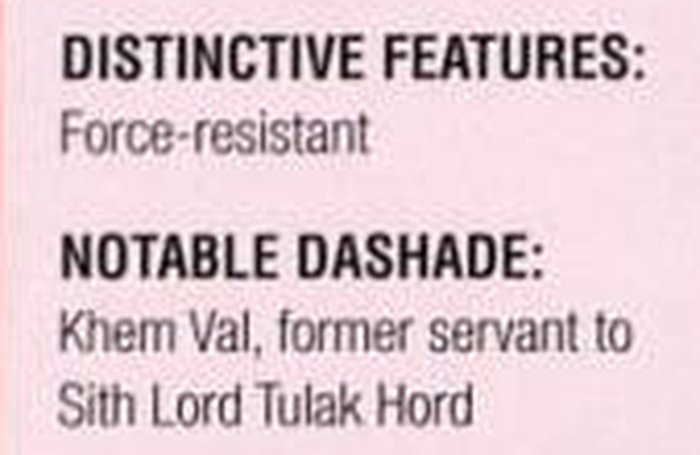 DISTINCTIVE FEATURES:
Force-resistant
NOTABLE DASHADE:
Khem Val, former servant to
Sith Lord Tulak Hord